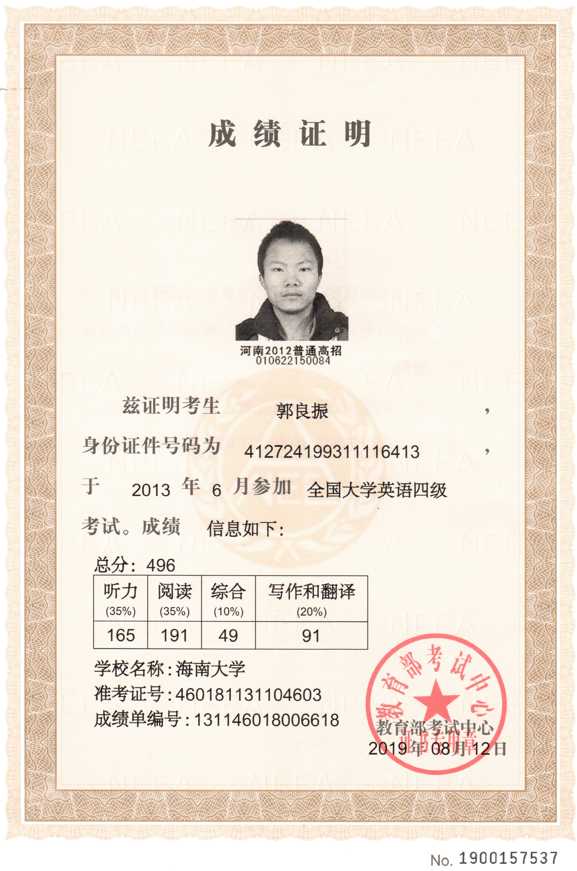 成绩证明
河南2012普通高招
010622150084
兹证明考生 郭良振 ，
身份证件号码为 412724199311116413 ，
于 2013 年 6 月参加 全国大学英语四级
考试。成绩 信息如下：
总分：496
听力 阅读 综合 写作和翻译
(35%) (35%) (10%) (20%)
165 191 49 91
学校名称：海南大学
准考证号：460181131104603
成绩单编号：131146018006618
教育部考试中心
证书专用章
教育部考试中心
2019年 08月 12日
No. 1900157537
NEEA